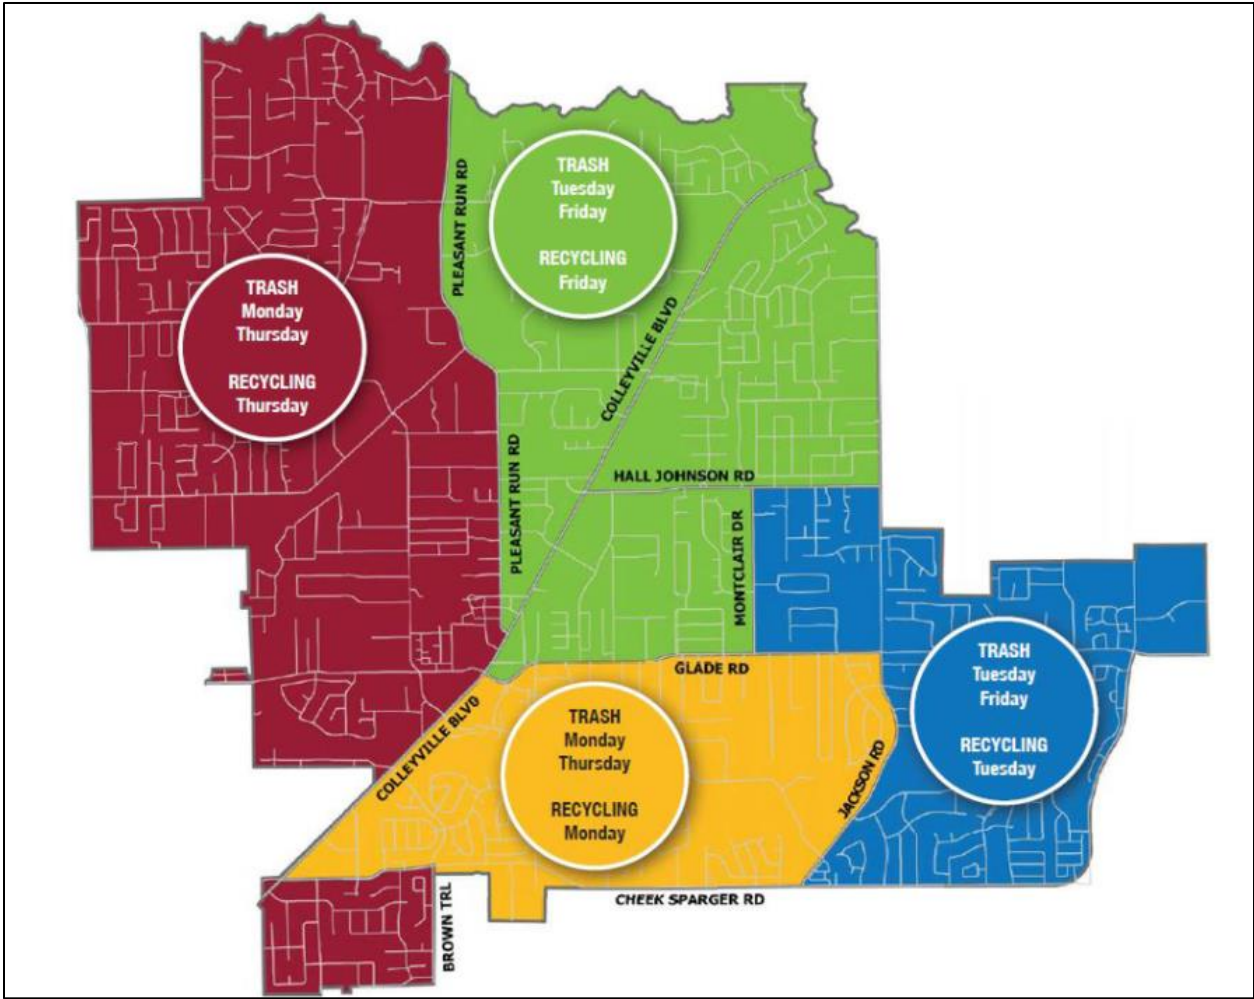 TRASH
Tuesday
Friday
RECYCLING
Friday
PLEASANT RUN RD
TRASH
Monday
Thursday
RECYCLING
Thursday
COLLEYVILLE BLVD
PLEASANT RUN RD
HALL JOHNSON RD
MONTCLAIR DR
GLADE RD
TRASH
Tuesday
Friday
RECYCLING
Tuesday
COLLEYVILLE BLVD
TRASH
Monday
Thursday
RECYCLING
Monday
JACKSON RD
CHEEK SPARGER RD
BROWN TRL